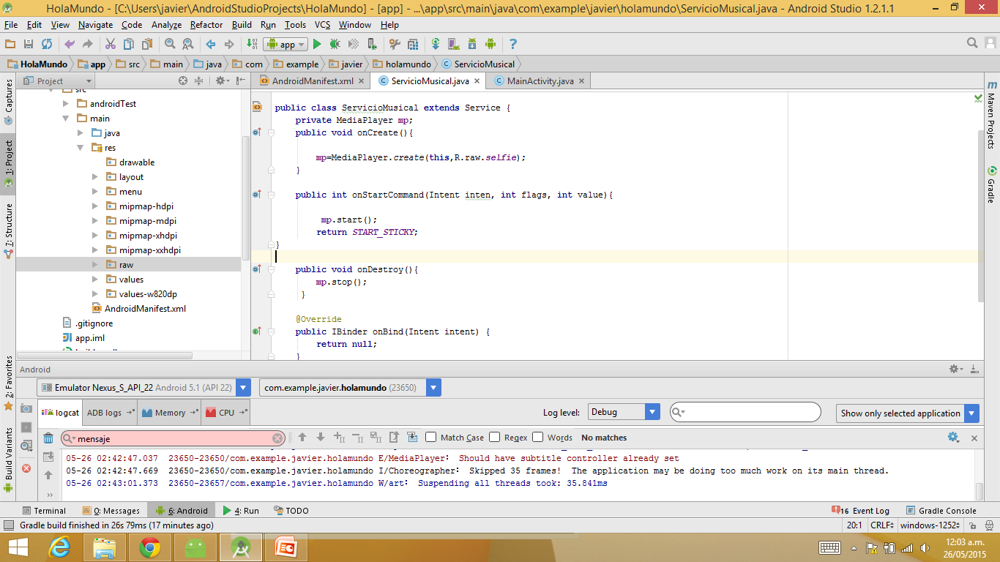 HolaMundo - [C:\Users\javier\AndroidStudioProjects\HolaMundo] - [app] - ...\app\src\main\java\com\example\javier\holamundo\ServicioMusical.java - Android Studio 1.2.1.1
File Edit View Navigate Code Analyze Refactor Build Run Tools VCS Window Help
app
HolaMundo app src main java com example javier holamundo ServicioMusical
Captures
1: Project
7: Structure
2: Favorites
Build Variants
Project
androidTest
main
java
res
drawable
layout
menu
mipmap-hdpi
mipmap-mdpi
mipmap-xhdpi
mipmap-xxhdpi
raw
values
values-w820dp
AndroidManifest.xml
.gitignore
app.iml
AndroidManifest.xml ServicioMusical.java MainActivity.java
public class ServicioMusical extends Service {
private MediaPlayer mp;
public void onCreate(){
mp=MediaPlayer.create(this,R.raw.selfie);
}
public int onStartCommand(Intent inten, int flags, int value){
mp.start();
return START_STICKY;
}
public void onDestroy(){
mp.stop();
}
@Override
public IBinder onBind(Intent intent) {
return null;
}
Maven Projects
Gradle
Android
Emulator Nexus_S_API_22 Android 5.1 (API 22) com.example.javier.holamundo (23650)
logcat ADB logs Memory CPU Log level: Debug Show only selected application
mensaje Match Case Regex Words No matches
05-26 02:42:47.037 23650-23650/com.example.javier.holamundo E/MediaPlayer: Should have subtitle controller already set
05-26 02:42:47.669 23650-23650/com.example.javier.holamundo I/Choreographer: Skipped 35 frames! The application may be doing too much work on its main thread.
05-26 02:43:01.373 23650-23657/com.example.javier.holamundo W/art: Suspending all threads took: 35.841ms
Terminal 0: Messages 6: Android 4: Run TODO 16 Event Log Gradle Console
Gradle build finished in 26s 79ms (17 minutes ago) 20:1 CRLF windows-1252
12:03 a.m.
26/05/2015